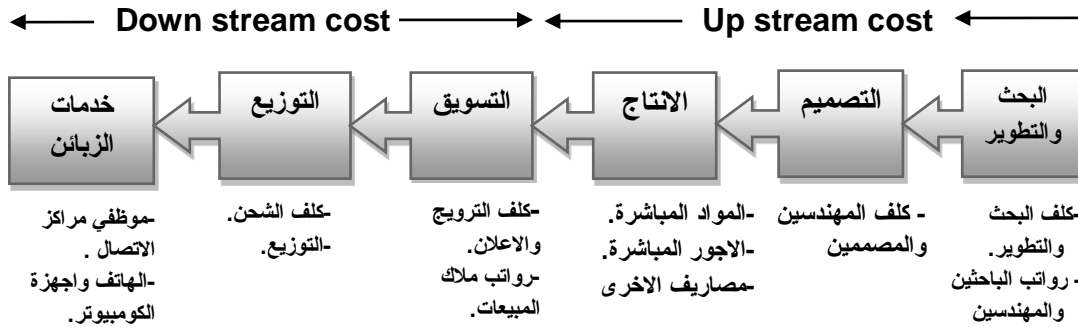 Up stream cost
Down stream cost
البحث
والتطوير
التصميم
الانتاج
التسويق
التوزيع
خدمات
الزبائن
-كلف البحث
والتطوير.
- رواتب الباحثين
والمهندسين
- كلف المهندسين
والمصممين
-المواد المباشرة.
-الاجور المباشرة.
-مصاريف الاخرى
-كلف الترويج
والاعلان.
-رواتب ملاك
المبيعات.
-كلف الشحن.
-التوزيع.
-موظفي مراكز
الاتصال .
-الهاتف واجهزة
الكومبيوتر.